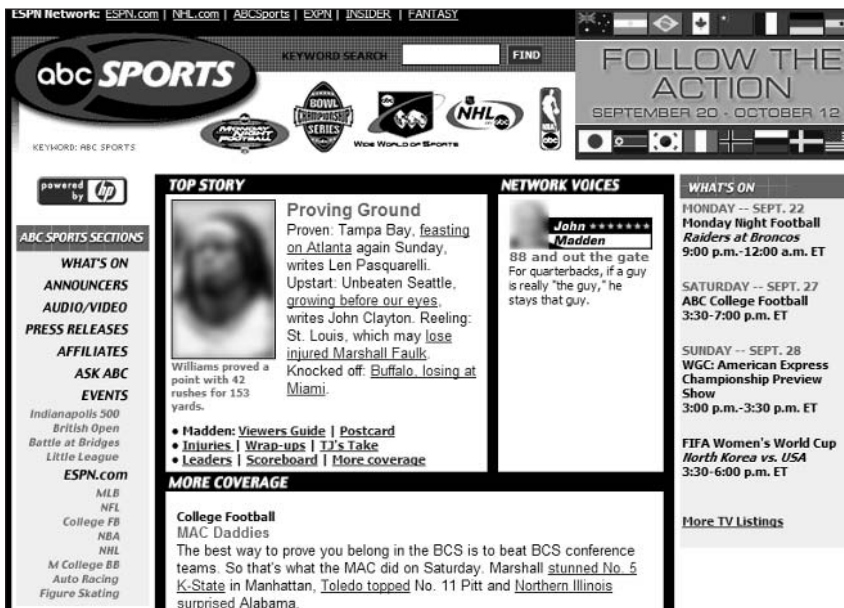 ESPN Network: ESPN.com | NHL.com | ABCSports | EXPN | INSIDER | FANTASY
KEYWORD SEARCH FIND
abc SPORTS
KEYWORD: ABC SPORTS
MONDAY NIGHT FOOTBALL
BOWL CHAMPIONSHIP SERIES
abc
WIDE WORLD OF SPORTS
NHL abc
NBA abc
FOLLOW THE
ACTION
SEPTEMBER 20 - OCTOBER 12
powered by hp
ABC SPORTS SECTIONS
WHAT'S ON
ANNOUNCERS
AUDIO/VIDEO
PRESS RELEASES
AFFILIATES
ASK ABC
EVENTS
Indianapolis 500
British Open
Battle at Bridges
Little League
ESPN.com
MLB
NFL
College FB
NBA
NHL
M College BB
Auto Racing
Figure Skating
TOP STORY
Proving Ground
Proven: Tampa Bay, feasting
on Atlanta again Sunday,
writes Len Pasquarelli.
Upstart: Unbeaten Seattle,
growing before our eyes,
writes John Clayton. Reeling:
St. Louis, which may lose
injured Marshall Faulk.
Knocked off: Buffalo, losing at
Miami.
Williams proved a
point with 42
rushes for 153
yards.
• Madden: Viewers Guide | Postcard
• Injuries | Wrap-ups | TJ's Take
• Leaders | Scoreboard | More coverage
NETWORK VOICES
John
Madden
88 and out the gate
For quarterbacks, if a guy
is really "the guy," he
stays that guy.
MORE COVERAGE
College Football
MAC Daddies
The best way to prove you belong in the BCS is to beat BCS conference
teams. So that's what the MAC did on Saturday. Marshall stunned No. 5
K-State in Manhattan, Toledo topped No. 11 Pitt and Northern Illinois
surprised Alabama.
WHAT'S ON
MONDAY -- SEPT. 22
Monday Night Football
Raiders at Broncos
9:00 p.m.-12:00 a.m. ET
SATURDAY -- SEPT. 27
ABC College Football
3:30-7:00 p.m. ET
SUNDAY -- SEPT. 28
WGC: American Express
Championship Preview
Show
3:00 p.m.-3:30 p.m. ET
FIFA Women's World Cup
North Korea vs. USA
3:30-6:00 p.m. ET
More TV Listings